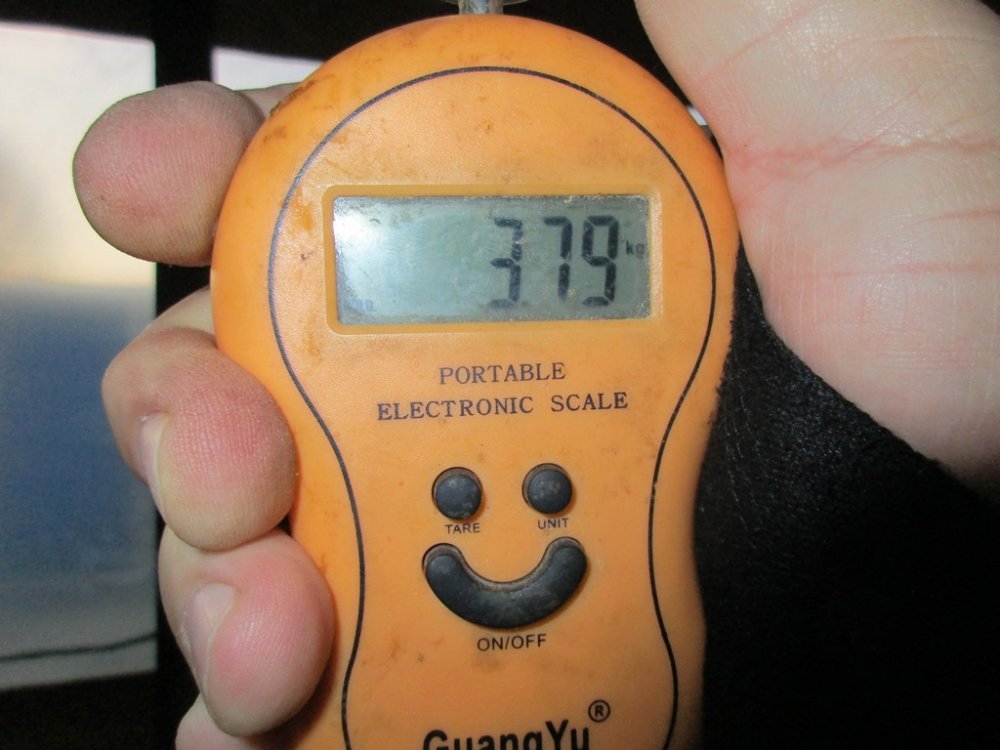 3.79 kg
PORTABLE
ELECTRONIC SCALE
TARE UNIT
ON/OFF
GuangYu®